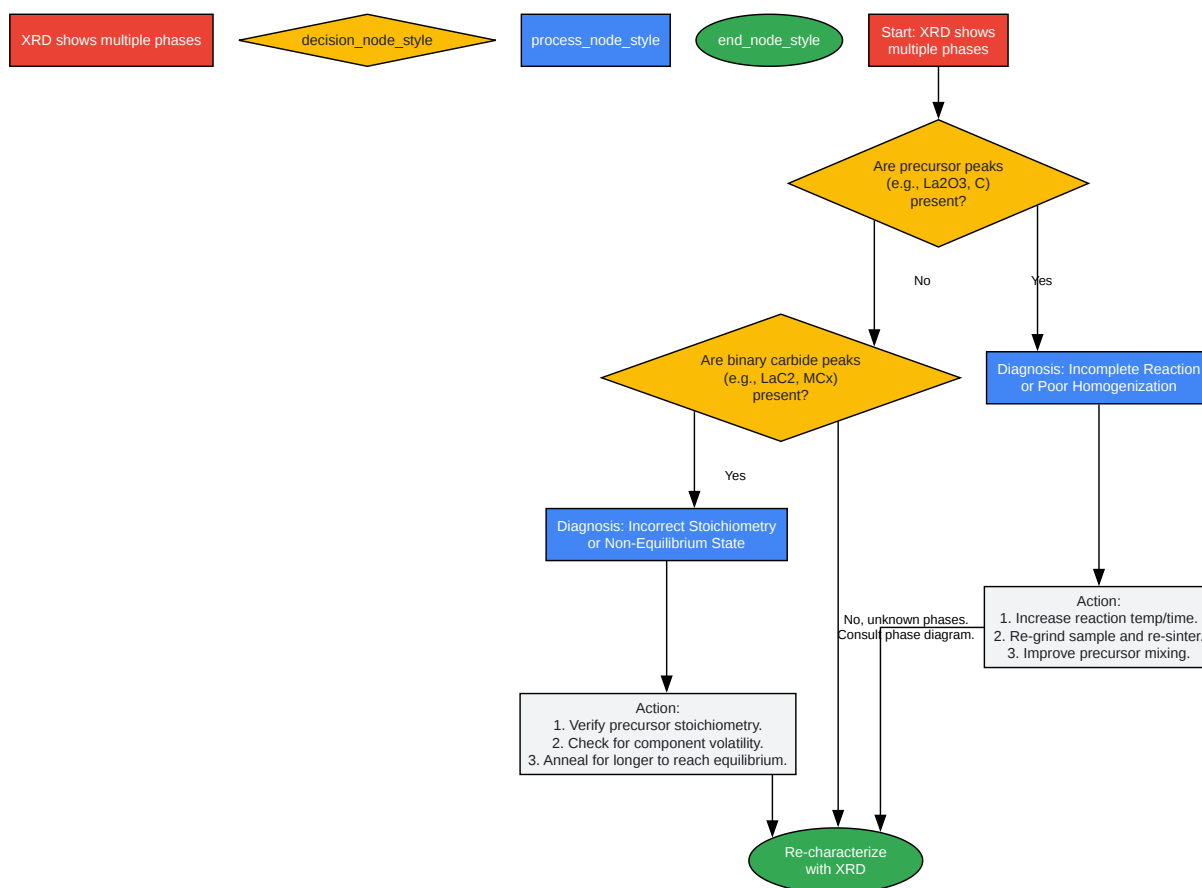 XRD shows multiple phases
decision_node_style
process_node_style
end_node_style
Start: XRD shows
multiple phases
Are precursor peaks
(e.g., La2O3, C)
present?
No
Yes
Are binary carbide peaks
(e.g., LaC2, MCx)
present?
Diagnosis: Incomplete Reaction
or Poor Homogenization
Yes
Diagnosis: Incorrect Stoichiometry
or Non-Equilibrium State
No, unknown phases.
Consult phase diagram.
Action:
1. Increase reaction temp/time.
2. Re-grind sample and re-sinter.
3. Improve precursor mixing.
Action:
1. Verify precursor stoichiometry.
2. Check for component volatility.
3. Anneal for longer to reach equilibrium.
Re-characterize
with XRD